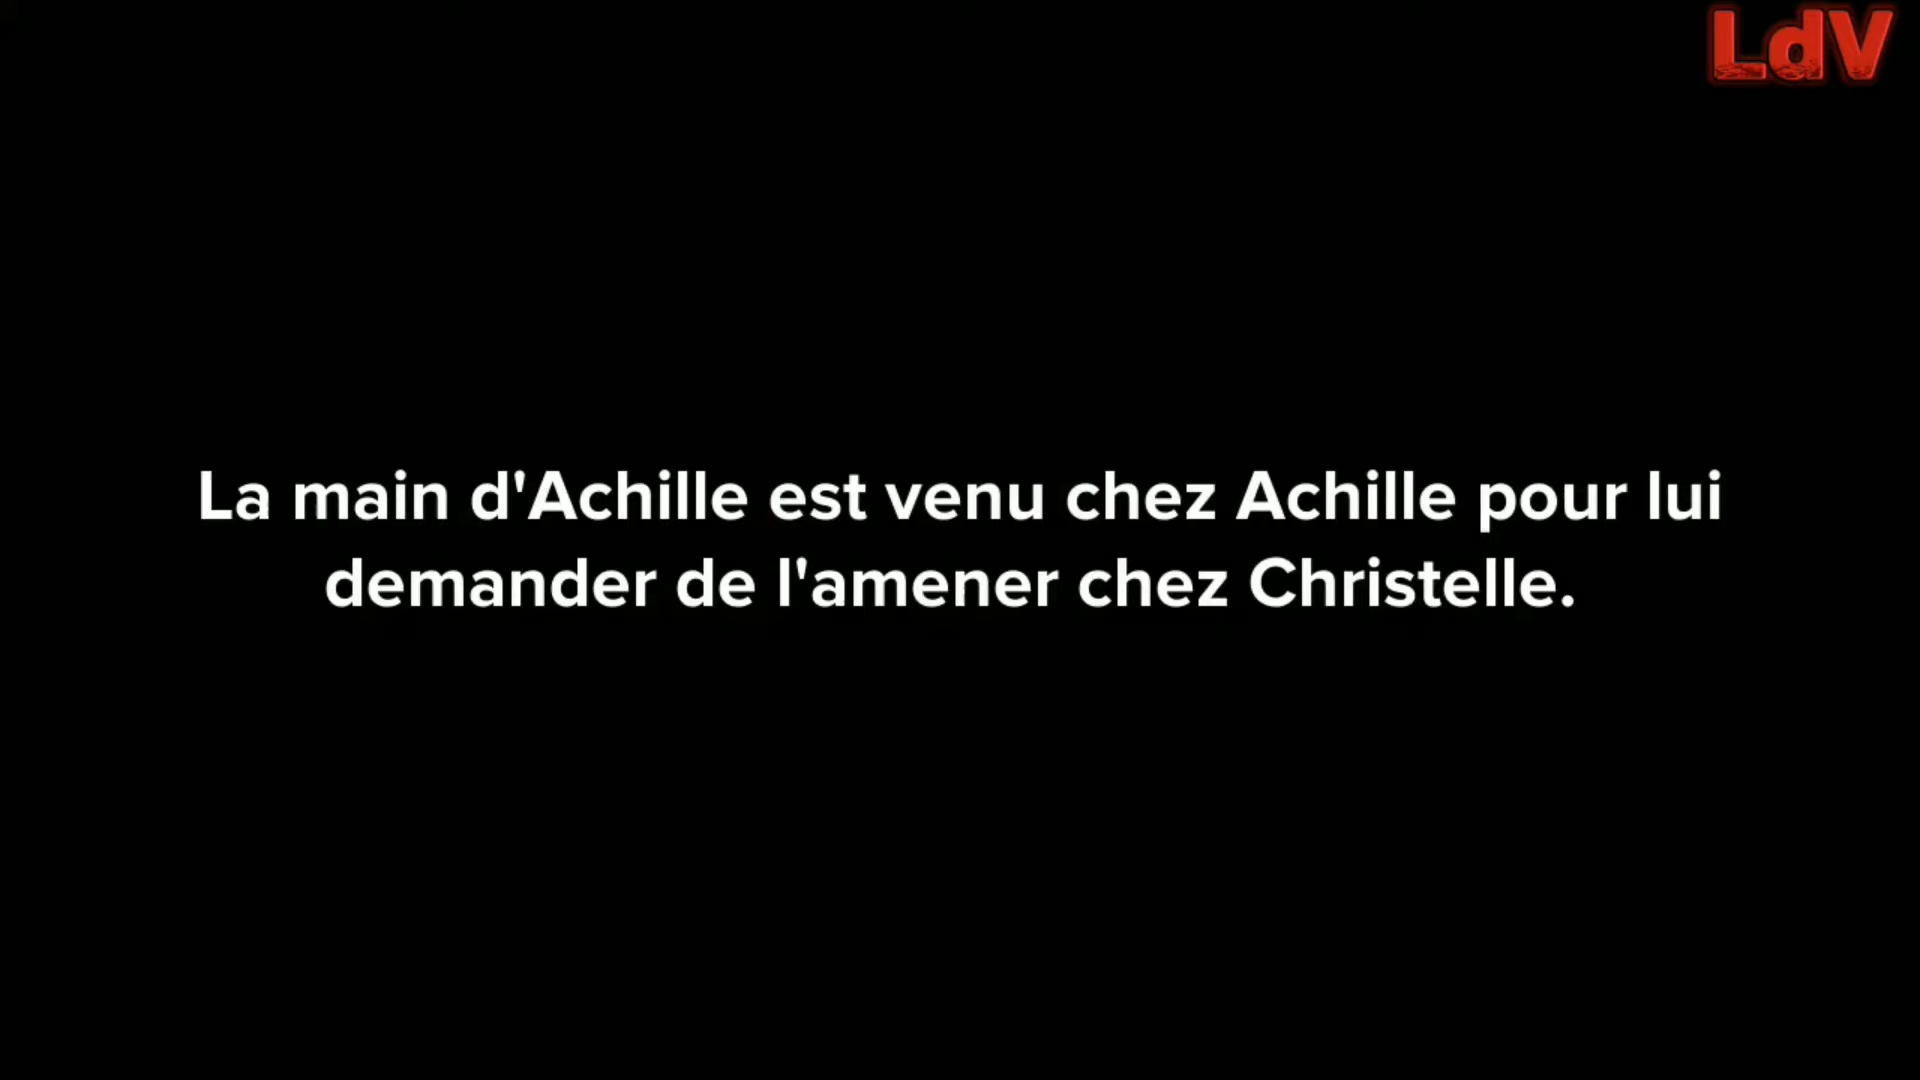 LdV
La main d'Achille est venu chez Achille pour lui
demander de l'amener chez Christelle.